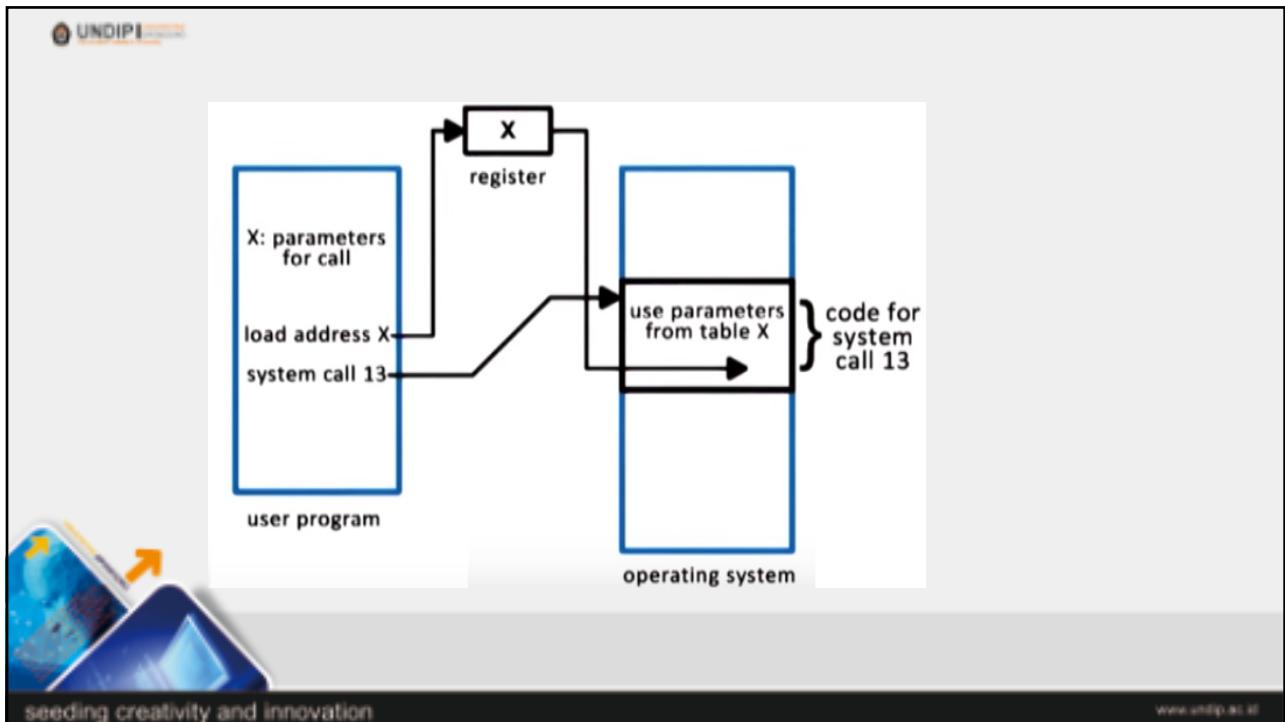 UNDIP
X
register
X: parameters
for call
load address X
system call 13
user program
use parameters
from table X
code for
system
call 13
operating system
seeding creativity and innovation
www.undip.ac.id